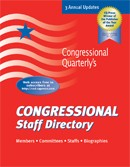 3 Annual Updates
Congressional
Quarterly's
CONGRESSIONAL
Staff Directory
Members • Committees • Staffs • Biographies